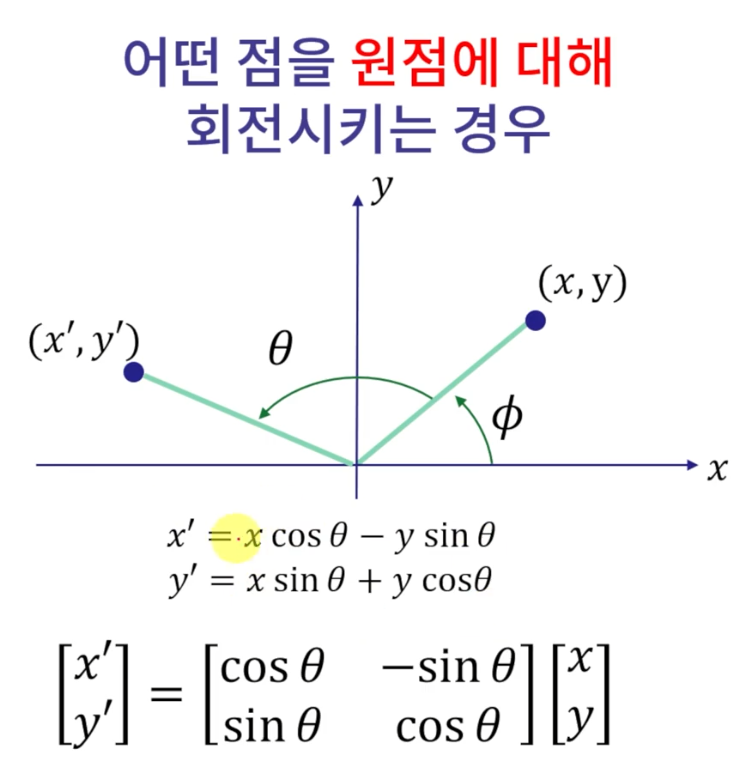 어떤 점을 원점에 대해
회전시키는 경우
y
(x, y)
(x′, y′)
θ
ϕ
x
x′ = x cos θ − y sin θ
y′ = x sin θ + y cosθ
[x′ y′] = [cos θ −sin θ sin θ cos θ] [x y]